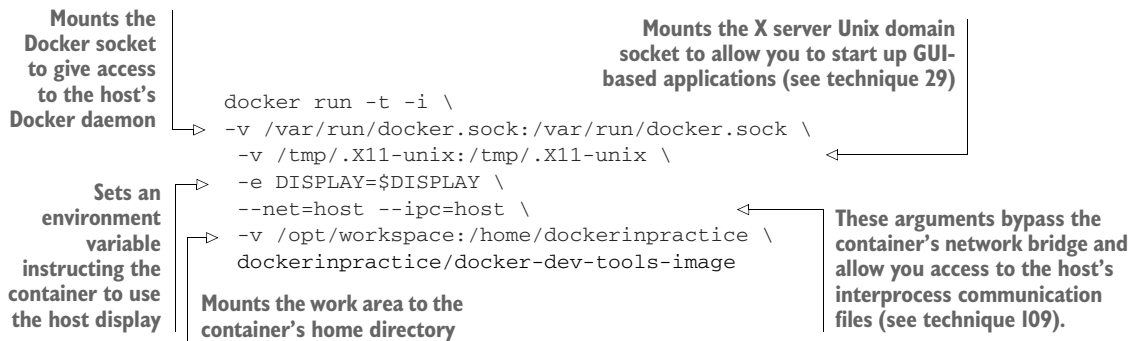 Mounts the
Docker socket
to give access
to the host's
Docker daemon
Mounts the X server Unix domain
socket to allow you to start up GUI-
based applications (see technique 29)
docker run -t -i \
-v /var/run/docker.sock:/var/run/docker.sock \
-v /tmp/.X11-unix:/tmp/.X11-unix \
-e DISPLAY=$DISPLAY \
--net=host --ipc=host \
-v /opt/workspace:/home/dockerinpractice \
dockerinpractice/docker-dev-tools-image
Sets an
environment
variable
instructing the
container to use
the host display
Mounts the work area to the
container's home directory
These arguments bypass the
container's network bridge and
allow you access to the host's
interprocess communication
files (see technique 109).